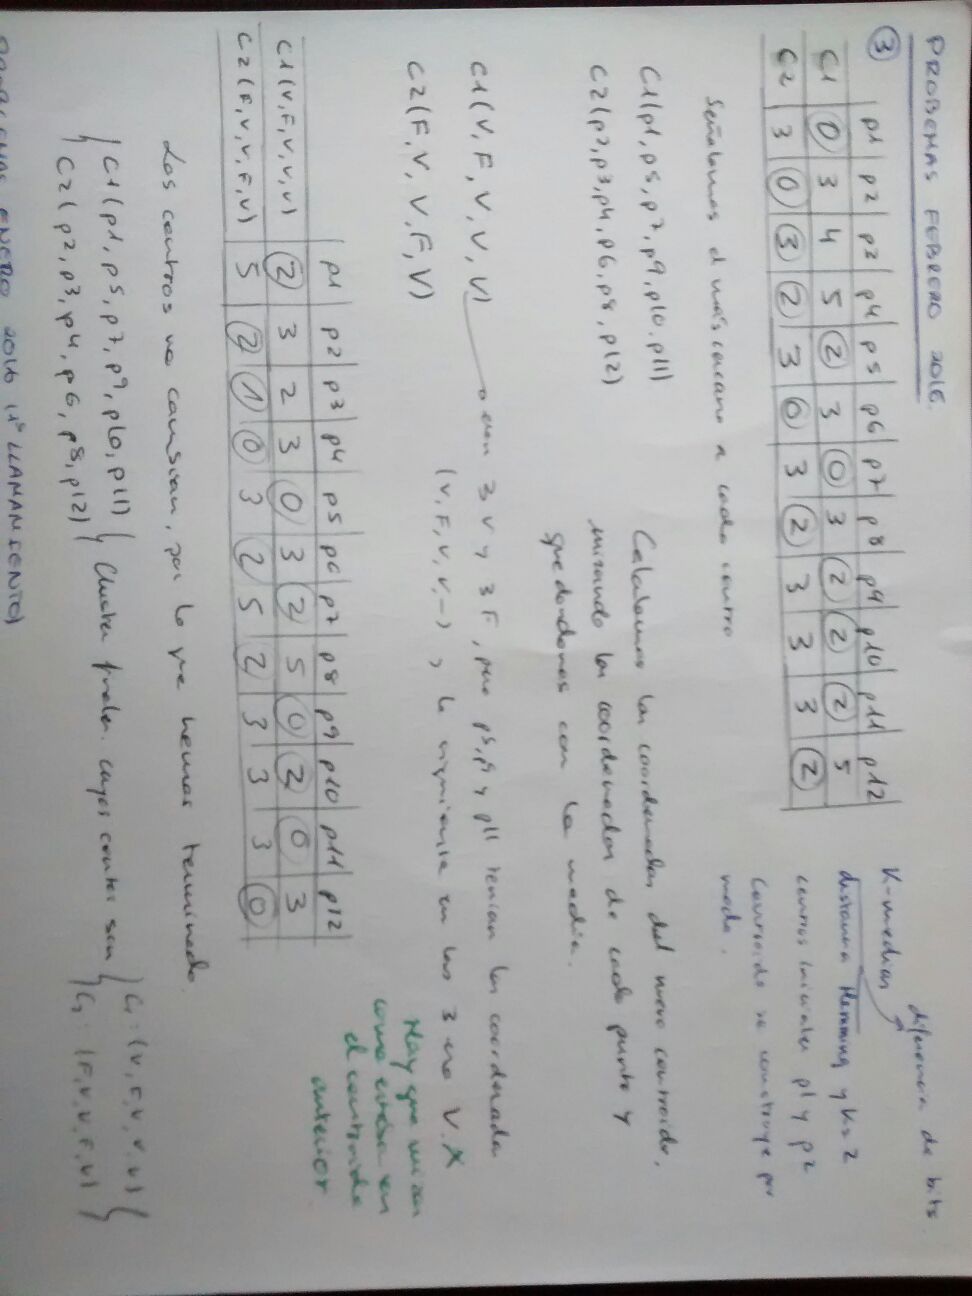 PROBEMAS FEBRERO 2016.
diferencia de bits
3
p1 p2 p3 p4 p5 p6 p7 p8 p9 p10 p11 p12
C1 0 3 4 5 2 3 0 3 2 2 2 5
C2 3 0 3 2 3 0 3 2 3 3 3 2
K-medias
distancia Hemming y K=2
centros iniciales p1 y p2
Centroide se construye por
moda.
Señalamos el más cercano a cada centro
C1(p1, p5, p7, p9, p10, p11)
C2(p2, p3, p4, p6, p8, p12)
Calculamos las coordenadas del nuevo centroide,
mirando las coordenadas de cada punto y
quedandonos con la media.
C1(V, F, V, V, V) 3 V y 3 F, pero p5, p9 y p11 tenian las coordenada
(V, F, V, V, -), la siguiente en las 3 era V. X
C2(F, V, V, F, V)
Hay que mirar
como estaba en
el centroide
anterior
p1 p2 p3 p4 p5 p6 p7 p8 p9 p10 p11 p12
C1(V,F,V,V,V) 2 3 2 3 0 3 2 5 0 2 0 3
C2(F,V,V,F,V) 5 2 1 0 3 2 5 2 3 3 3 0
Los centros no cambian, por lo que hemos terminado.
C1(p1, p5, p7, p9, p10, p11)
C2(p2, p3, p4, p6, p8, p12)
Cluster finales. cuyos centros son
C1: (V, F, V, V, V)
C2: (F, V, V, F, V)
PROBLEMAS ENERO 2016 (1º LLAMAMIENTO)